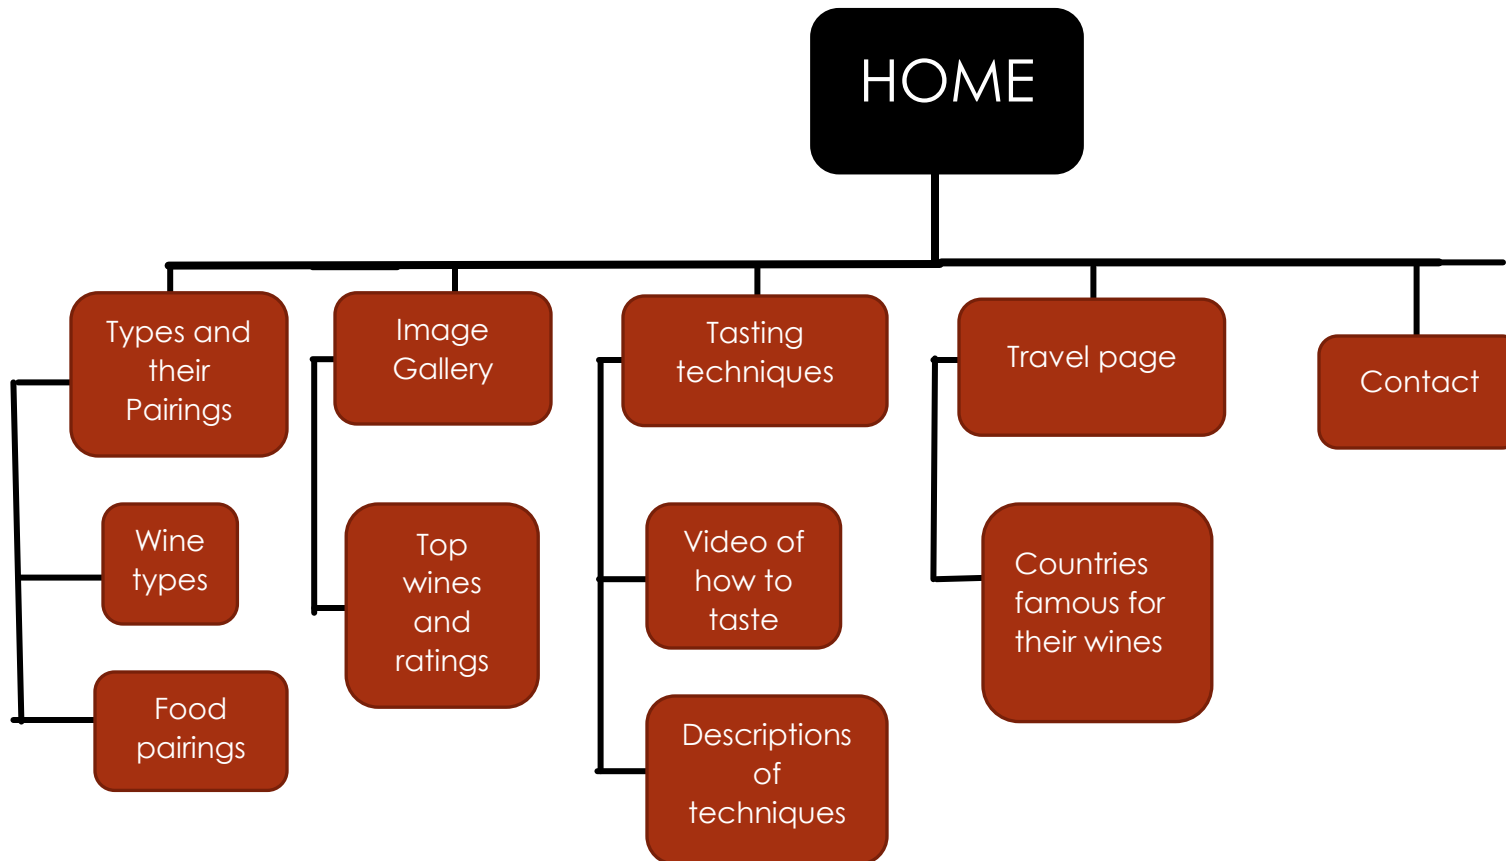 HOME
Types and
their
Pairings
Image
Gallery
Tasting
techniques
Travel page
Contact
Wine
types
Top
wines
and
ratings
Video of
how to
taste
Countries
famous for
their wines
Food
pairings
Descriptions
of
techniques